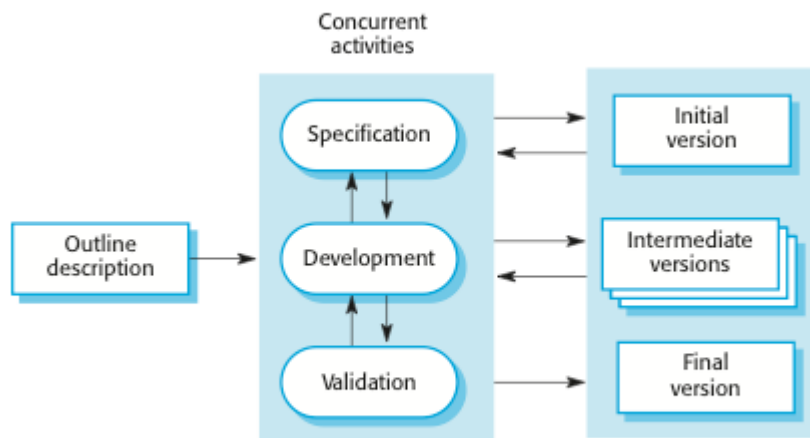 Concurrent
activities
Specification
Initial
version
Outline
description
Development
Intermediate
versions
Validation
Final
version